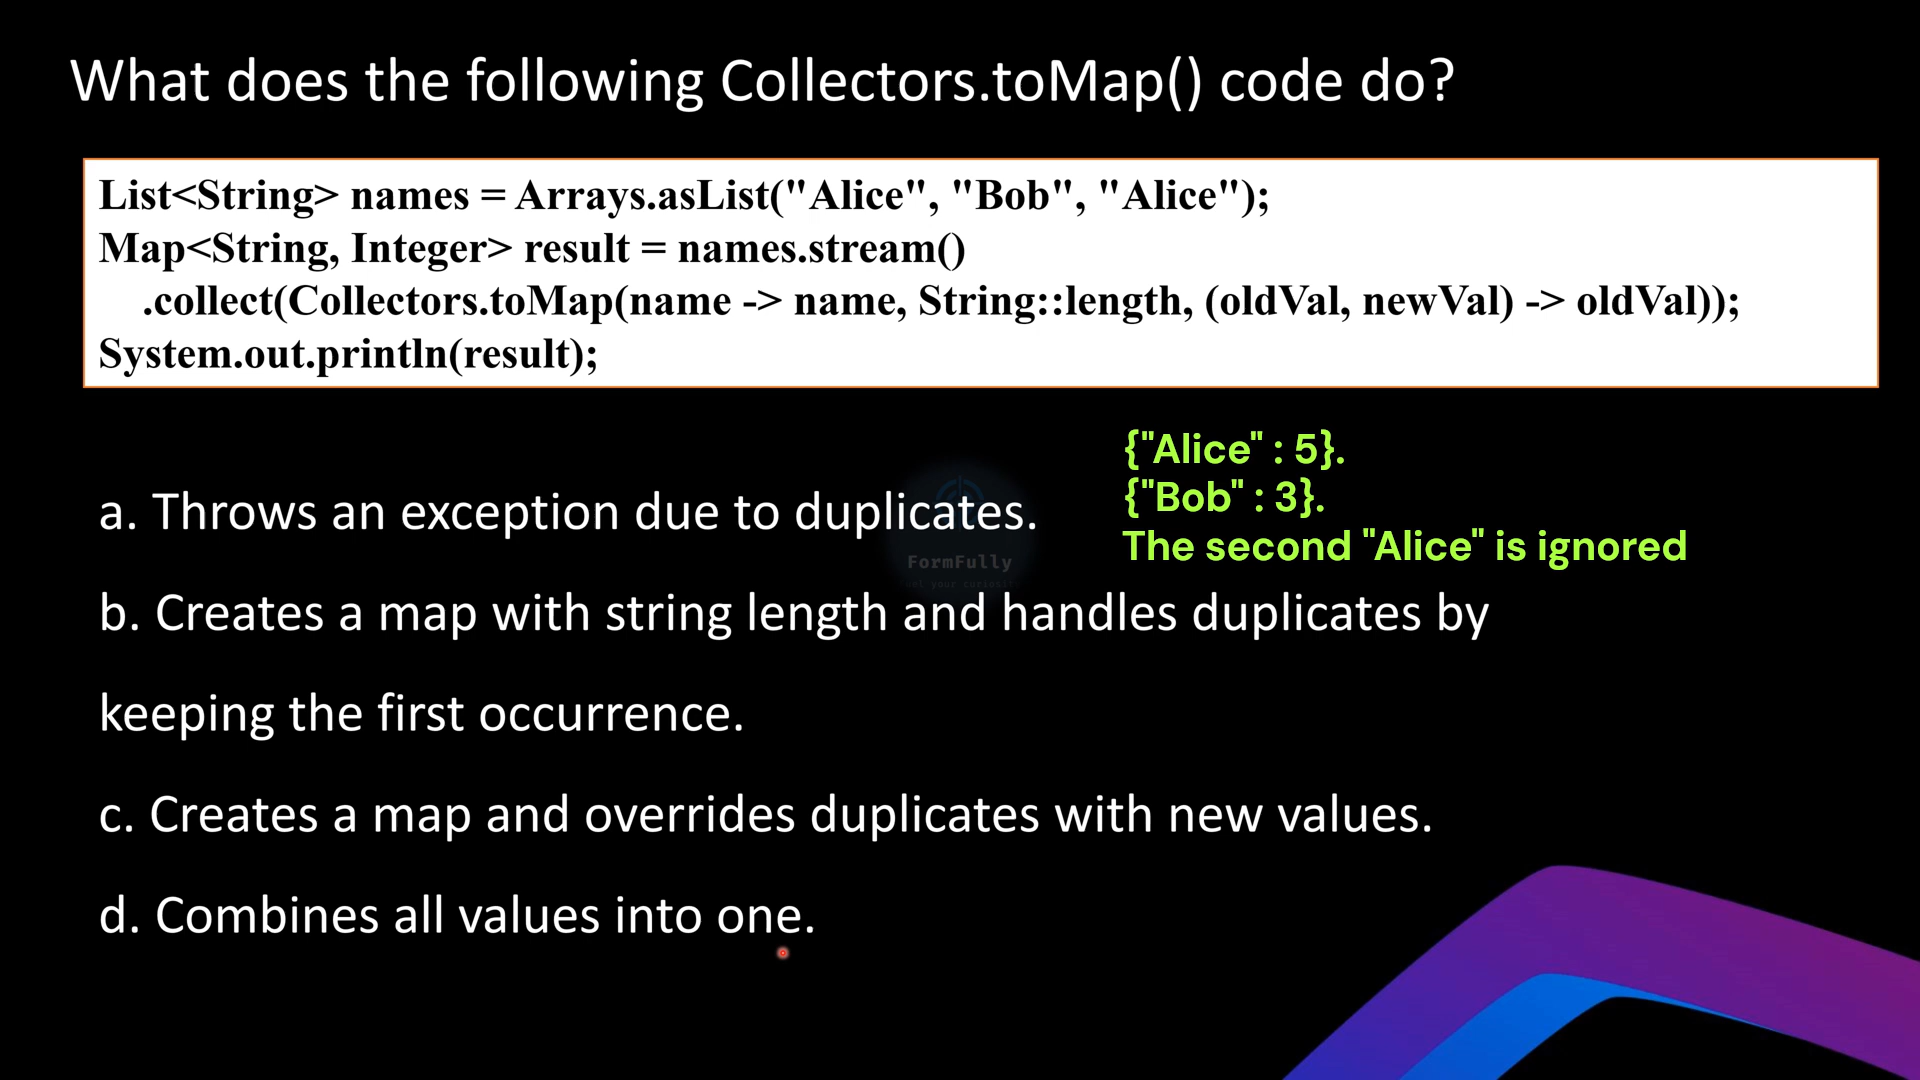 What does the following Collectors.toMap() code do?
List<String> names = Arrays.asList("Alice", "Bob", "Alice");
Map<String, Integer> result = names.stream()
.collect(Collectors.toMap(name -> name, String::length, (oldVal, newVal) -> oldVal));
System.out.println(result);
{"Alice" : 5}.
{"Bob" : 3}.
The second "Alice" is ignored
a. Throws an exception due to duplicates.
FormFully
b. Creates a map with string length and handles duplicates by
keeping the first occurrence.
c. Creates a map and overrides duplicates with new values.
d. Combines all values into one.